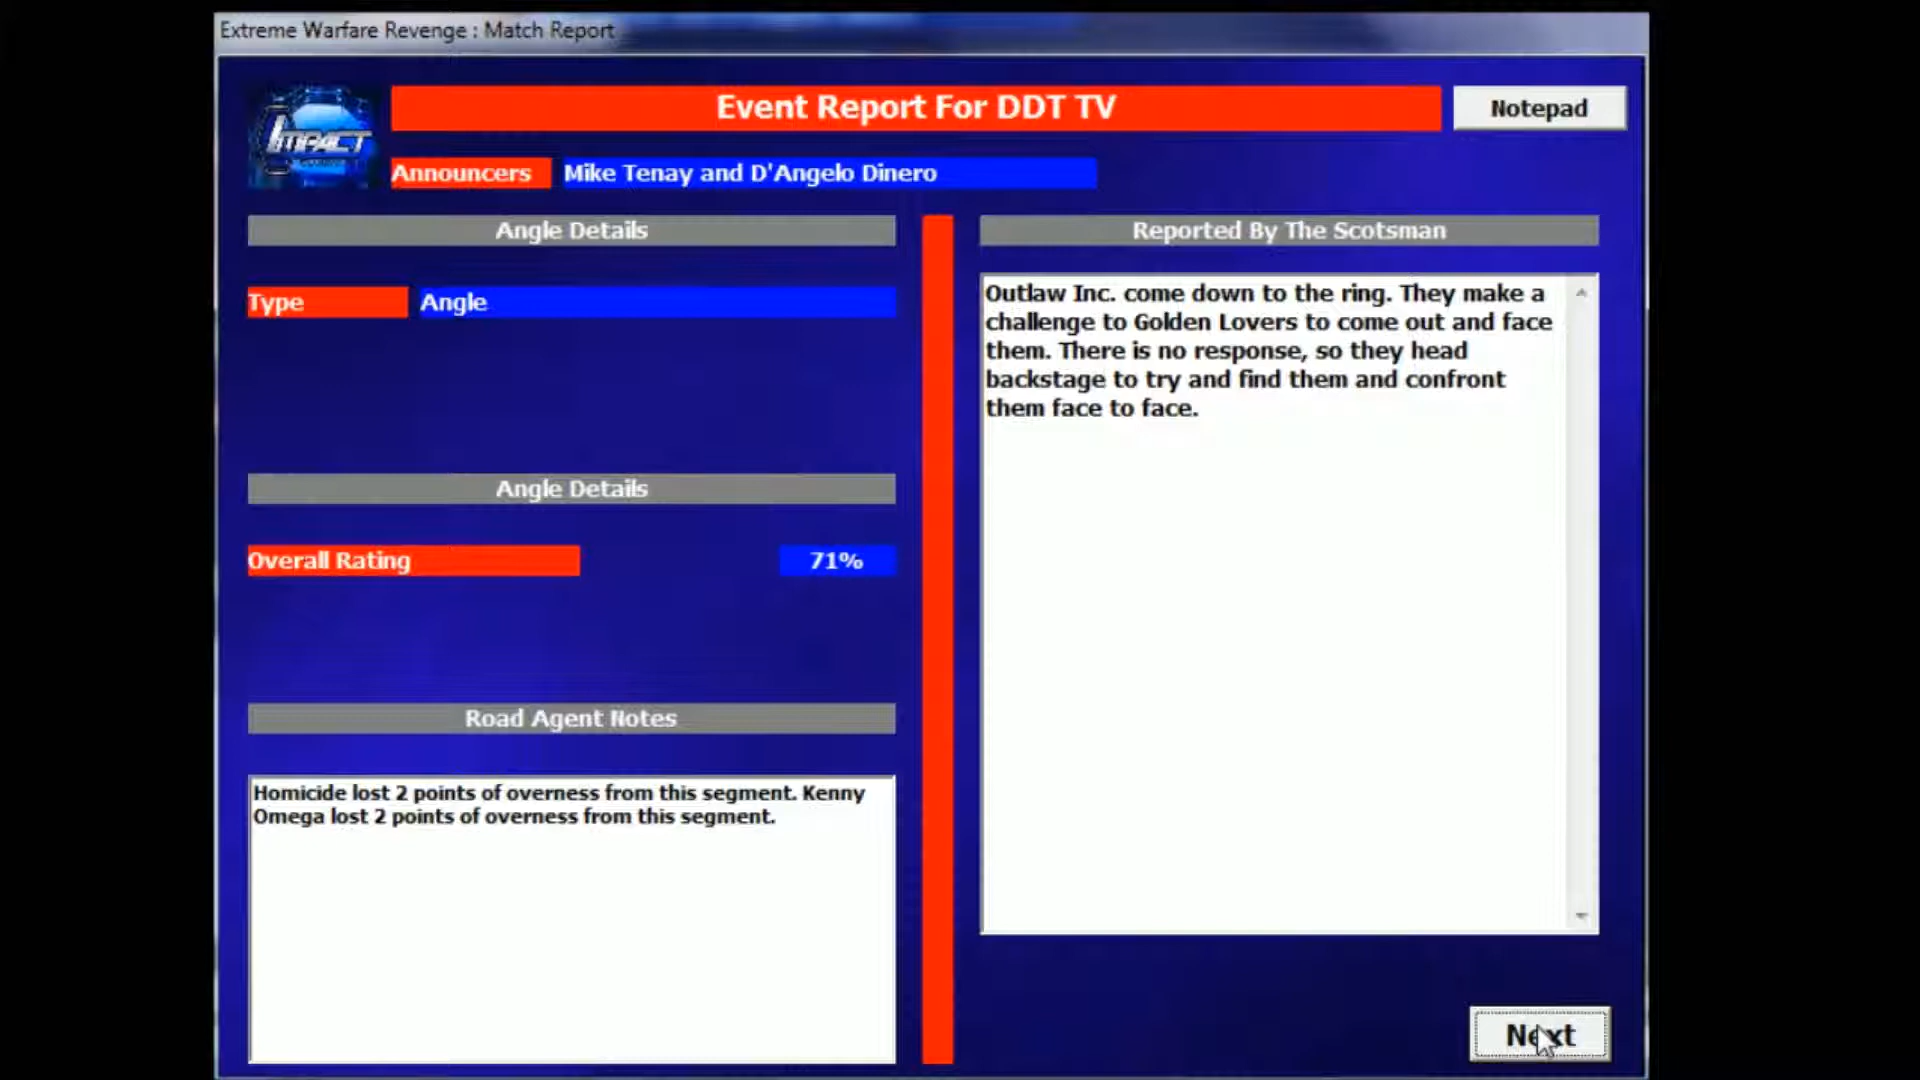 Extreme Warfare Revenge : Match Report
IMPACT
Event Report For DDT TV
Notepad
Announcers
Mike Tenay and D'Angelo Dinero
Angle Details
Type
Angle
Angle Details
Overall Rating
71%
Road Agent Notes
Homicide lost 2 points of overness from this segment. Kenny
Omega lost 2 points of overness from this segment.
Reported By The Scotsman
Outlaw Inc. come down to the ring. They make a
challenge to Golden Lovers to come out and face
them. There is no response, so they head
backstage to try and find them and confront
them face to face.
Next